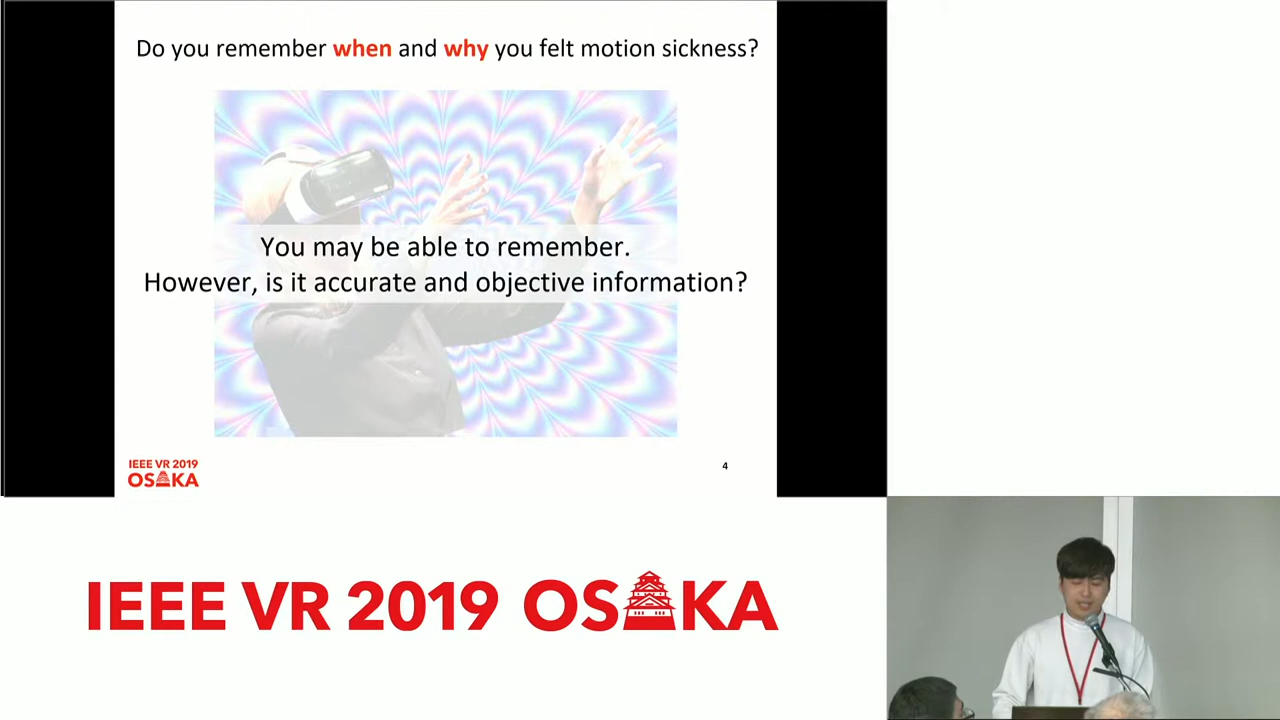 Do you remember when and why you felt motion sickness?
You may be able to remember.
However, is it accurate and objective information?
IEEE VR 2019
OSAKA
4
IEEE VR 2019 OSAKA